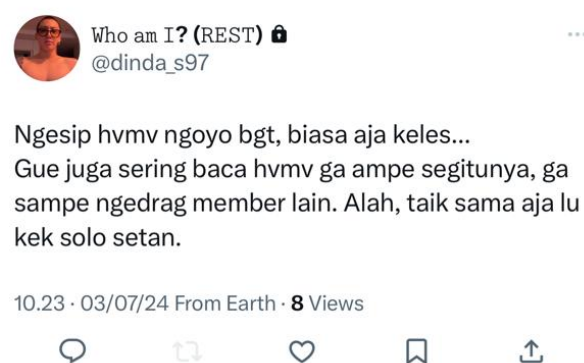 Who am I? (REST)
@dinda_s97
Ngesip hvmv ngoyo bgt, biasa aja keles...
Gue juga sering baca hvmv ga ampe segitunya, ga
sampe ngedrag member lain. Alah, taik sama aja lu
kek solo setan.
10.23 · 03/07/24 From Earth · 8 Views